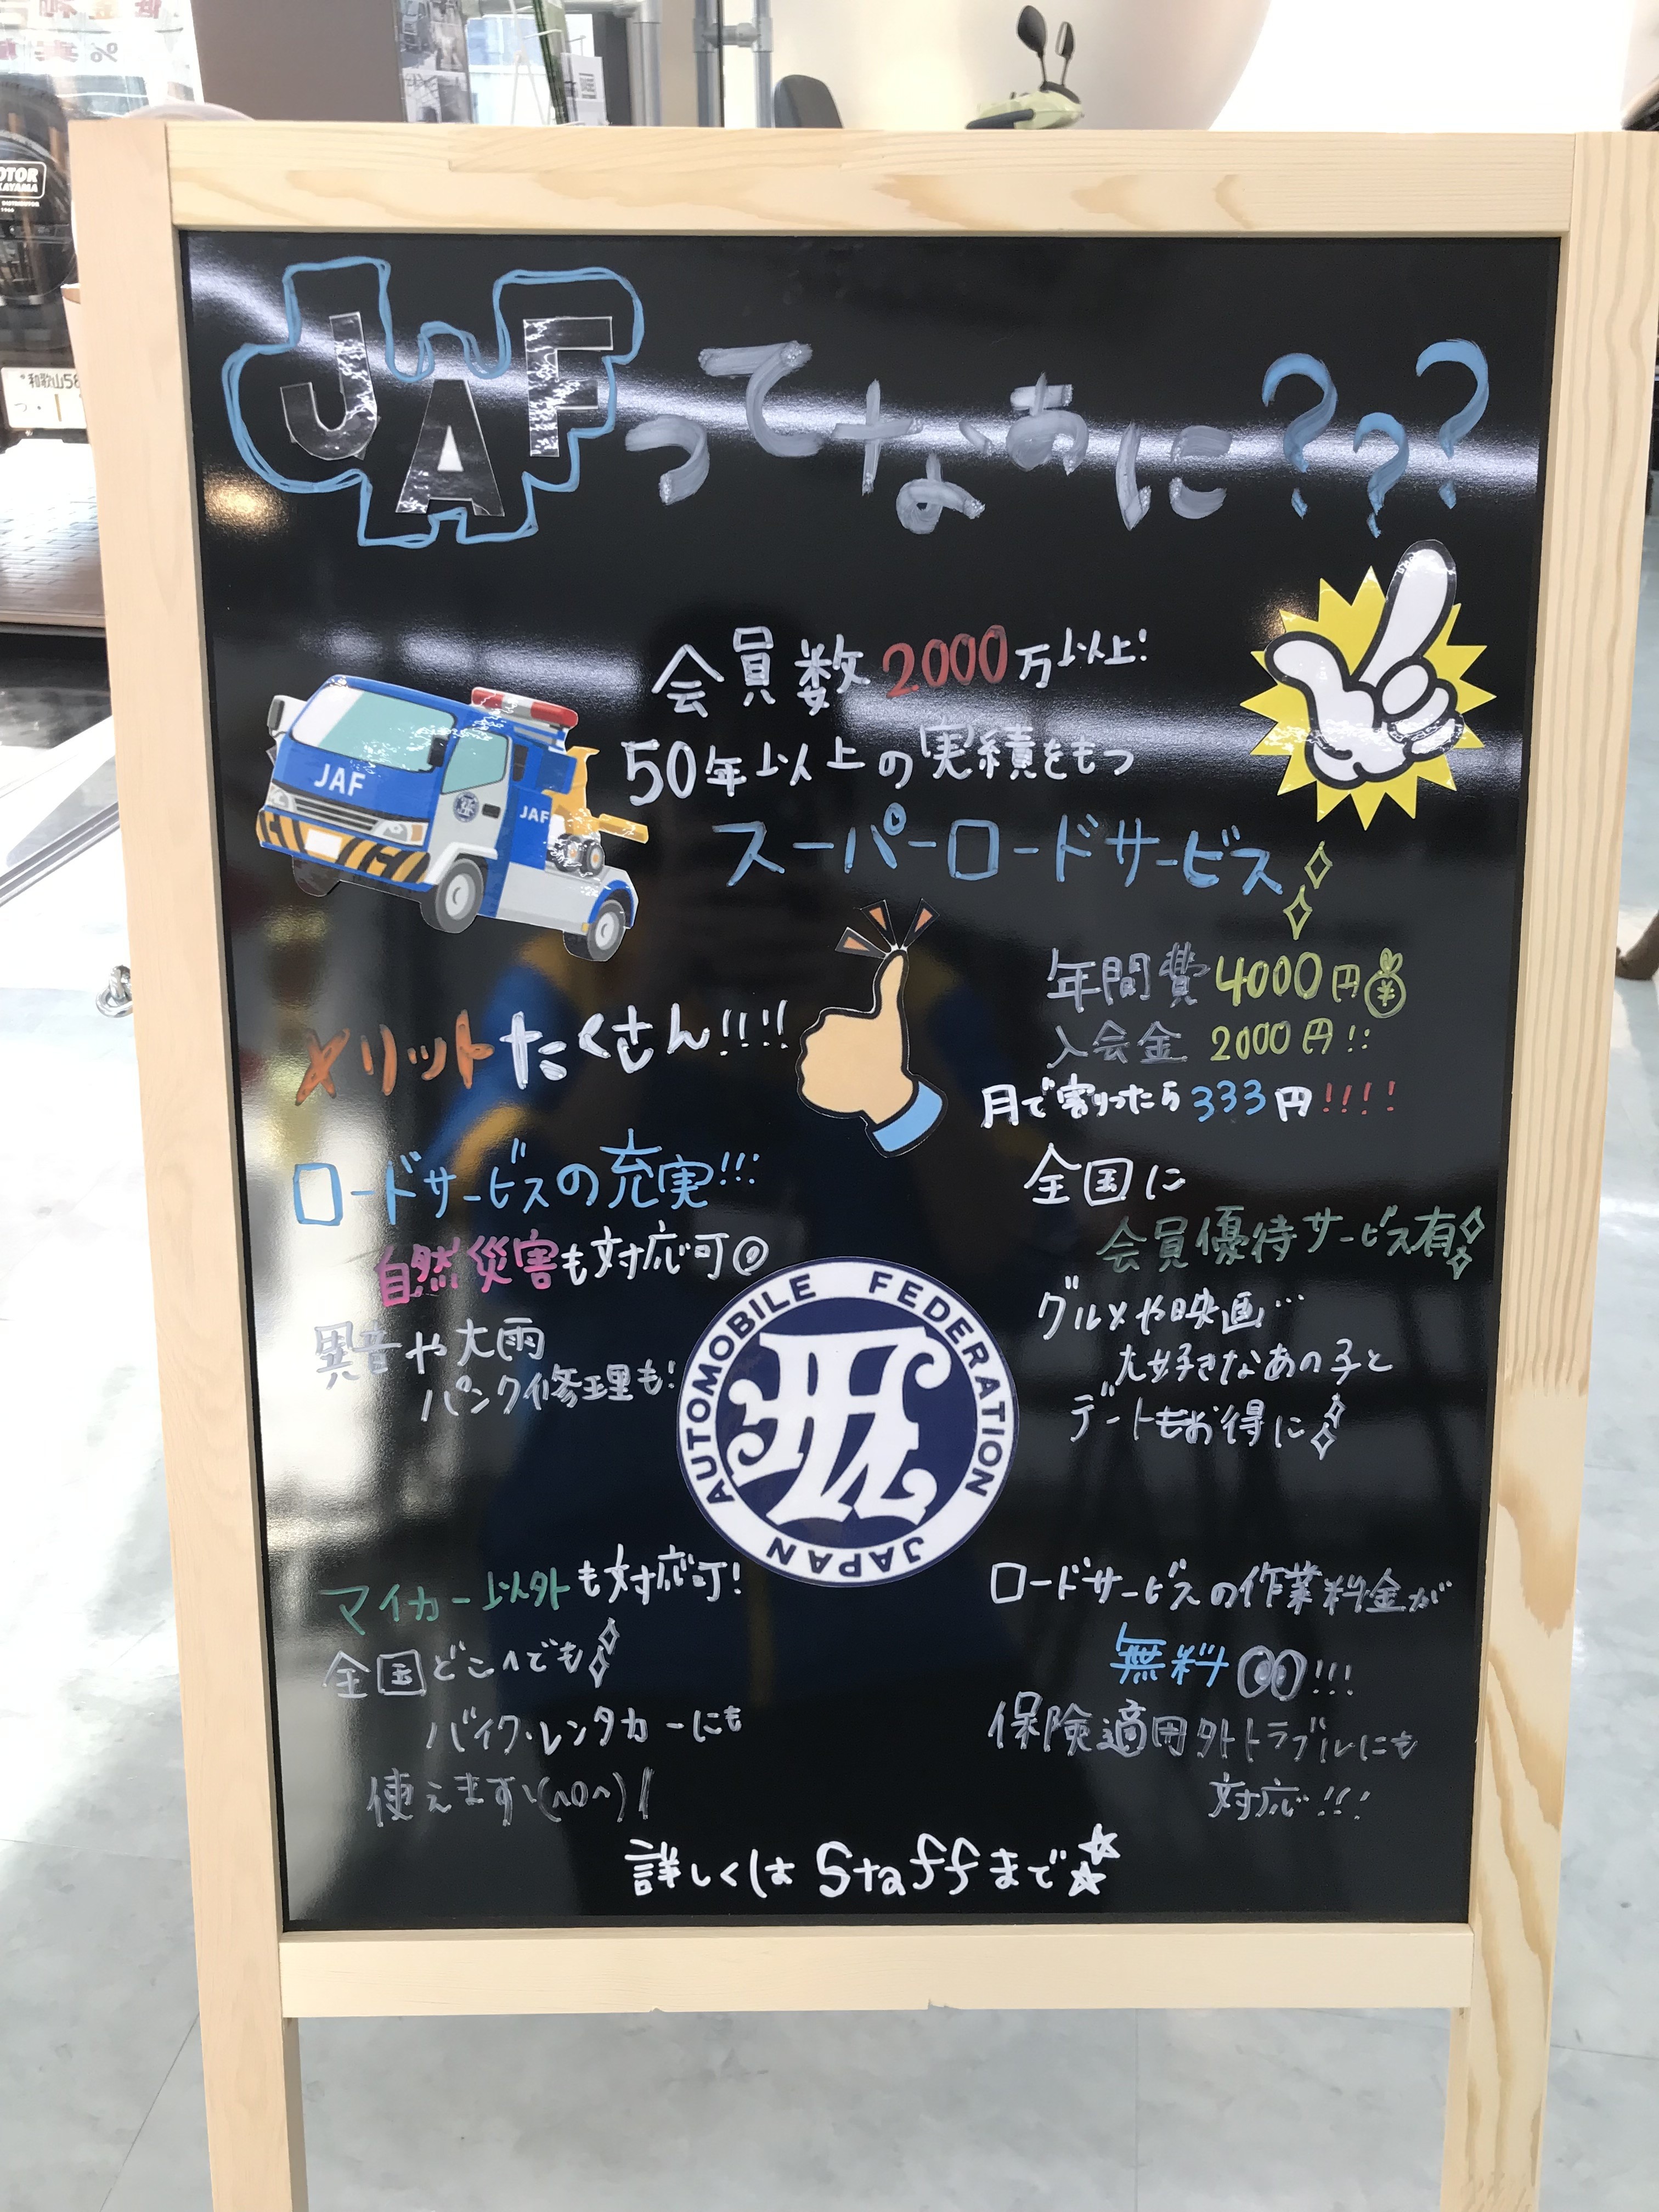 JAFってなぁに???
会員数2000万以上!
50年以上の実績をもつ
スーパーロードサービス
JAF
JAF
メリットたくさん!!!!
年間費4000円¥
入会金 2000円!!
月で割ったら333円!!!!
ロードサービスの充実!!!
自然災害も対応可◎
異音や大雨
パンク修理も!
全国に
会員優待サービス有
グルメや映画…
大好きなあの子と
デートもお得に
JAPAN AUTOMOBILE FEDERATION
マイカー以外も対応可!
全国どこへでも
バイク・レンタカーにも
使えますヽ(^o^)丿
ロードサービスの作業料金が
無料!!!
保険適用外トラブルにも
対応!!!
詳しくはStaffまで☆☆
和歌山58